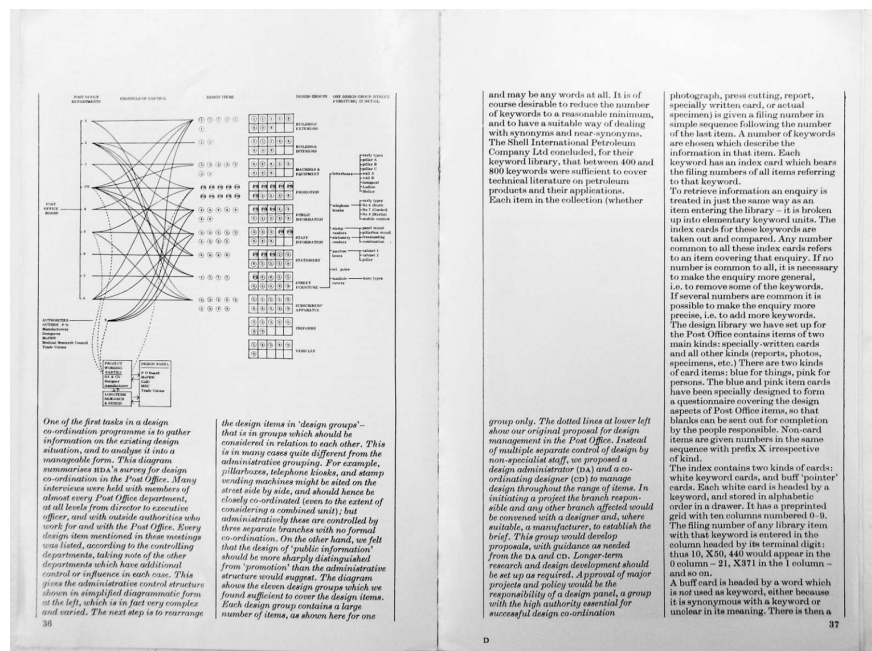 POST OFFICE
DEPARTMENTS
CHANNELS OF CONTROL
DESIGN ITEMS
DESIGN GROUPS
ONE DESIGN GROUP (STREET
FURNITURE) IN DETAIL
POST
OFFICE
BOARD
BUILDING
EXTERIORS
BUILDING
INTERIORS
MACHINES &
EQUIPMENT
PROMOTION
PUBLIC
INFORMATION
STAFF
INFORMATION
STATIONERY
STREET
FURNITURE
SUBSCRIBERS'
APPARATUS
UNIFORMS
VEHICLES
AUTHORITIES
OUTSIDE P O
Manufacturers
Designers
Medical Research Council
Trade Unions
PROJECT
WORKING
PARTIES
DA & CD
designer
manufacturer
LONG-TERM
RESEARCH
& DESIGN
DESIGN PANEL
P O Board
Trade Unions
One of the first tasks in a design
co-ordination programme is to gather
information on the existing design
situation, and to analyse it into a
manageable form. This diagram
summarises HDA's survey for design
co-ordination in the Post Office. Many
interviews were held with members of
almost every Post Office department,
at all levels from director to executive
officer, and with outside authorities who
work for and with the Post Office. Every
design item mentioned in these meetings
was listed, according to the controlling
departments, taking note of the other
departments which have additional
control or influence in each case. This
gives the administrative control structure
shown in simplified diagrammatic form
at the left, which is in fact very complex
and varied. The next step is to rearrange
36
the design items in 'design groups'–
that is in groups which should be
considered in relation to each other. This
is in many cases quite different from the
administrative grouping. For example,
pillarboxes, telephone kiosks, and stamp
vending machines might be sited on the
street side by side, and should hence be
closely co-ordinated (even to the extent of
considering a combined unit); but
administratively these are controlled by
three separate branches with no formal
co-ordination. On the other hand, we felt
that the design of 'public information'
should be more sharply distinguished
from 'promotion' than the administrative
structure would suggest. The diagram
shows the eleven design groups which we
found sufficient to cover the design items.
Each design group contains a large
number of items, as shown here for one
and may be any words at all. It is of
course desirable to reduce the number
of keywords to a reasonable minimum,
and to have a suitable way of dealing
with synonyms and near-synonyms.
The Shell International Petroleum
Company Ltd concluded, for their
keyword library, that between 400 and
800 keywords were sufficient to cover
technical literature on petroleum
products and their applications.
Each item in the collection (whether
group only. The dotted lines at lower left
show our original proposal for design
management in the Post Office. Instead
of multiple separate control of design by
non-specialist staff, we proposed a
design administrator (DA) and a co-
ordinating designer (CD) to manage
design throughout the range of items. In
initiating a project the branch respon-
sible and any other branch affected would
be convened with a designer and, where
suitable, a manufacturer, to establish the
brief. This group would develop
proposals, with guidance as needed
from the DA and CD. Longer-term
research and design development should
be set up as required. Approval of major
projects and policy would be the
responsibility of a design panel, a group
with the high authority essential for
successful design co-ordination
D
photograph, press cutting, report,
specially written card, or actual
specimen) is given a filing number in
simple sequence following the number
of the last item. A number of keywords
are chosen which describe the
information in that item. Each
keyword has an index card which bears
the filing numbers of all items referring
to that keyword.
To retrieve information an enquiry is
treated in just the same way as an
item entering the library – it is broken
up into elementary keyword units. The
index cards for these keywords are
taken out and compared. Any number
common to all these index cards refers
to an item covering that enquiry. If no
number is common to all, it is necessary
to make the enquiry more general,
i.e. to remove some of the keywords.
If several numbers are common it is
possible to make the enquiry more
precise, i.e. to add more keywords.
The design library we have set up for
the Post Office contains items of two
main kinds: specially-written cards
and all other kinds (reports, photos,
specimens, etc.) There are two kinds
of card items: blue for things, pink for
persons. The blue and pink item cards
have been specially designed to form
a questionnaire covering the design
aspects of Post Office items, so that
blanks can be sent out for completion
by the people responsible. Non-card
items are given numbers in the same
sequence with prefix X irrespective
of kind.
The index contains two kinds of cards:
white keyword cards, and buff 'pointer'
cards. Each white card is headed by a
keyword, and stored in alphabetic
order in a drawer. It has a preprinted
grid with ten columns numbered 0–9.
The filing number of any library item
with that keyword is entered in the
column headed by its terminal digit:
thus 10, X50, 440 would appear in the
0 column – 21, X371 in the 1 column –
and so on.
A buff card is headed by a word which
is not used as keyword, either because
it is synonymous with a keyword or
unclear in its meaning. There is then a
37